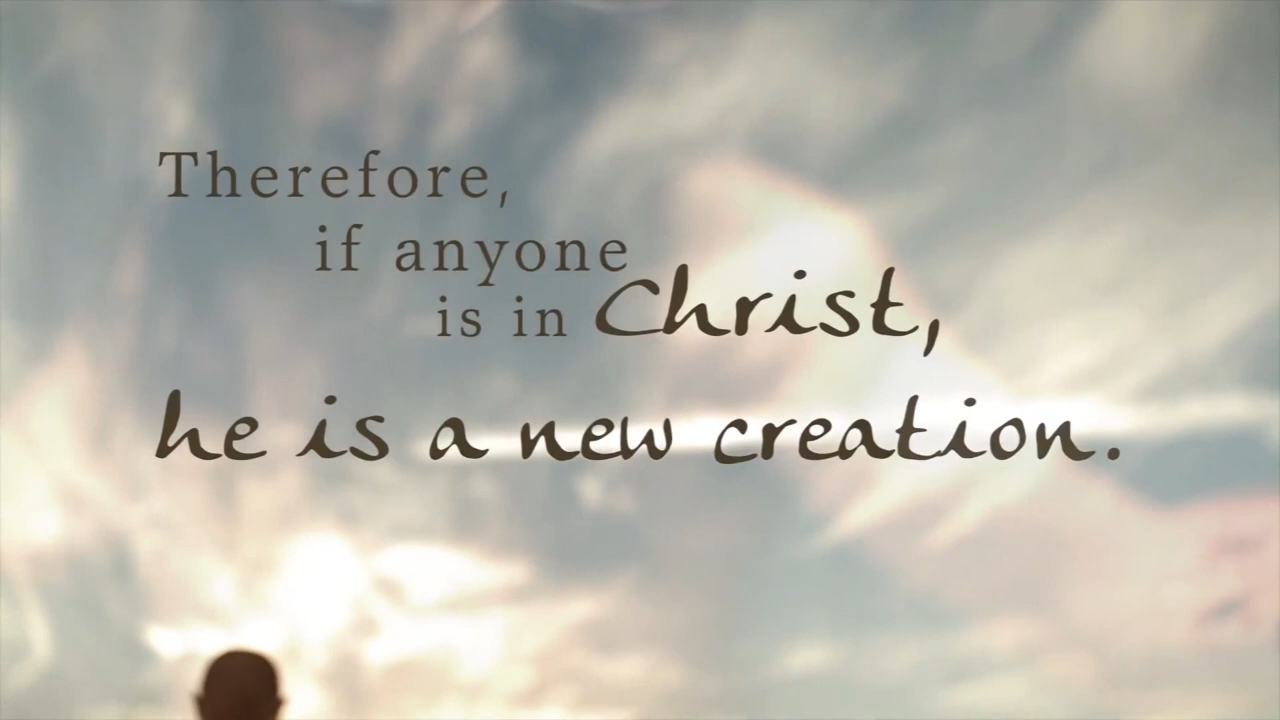 Therefore,
if anyone
is in Christ,
he is a new creation.